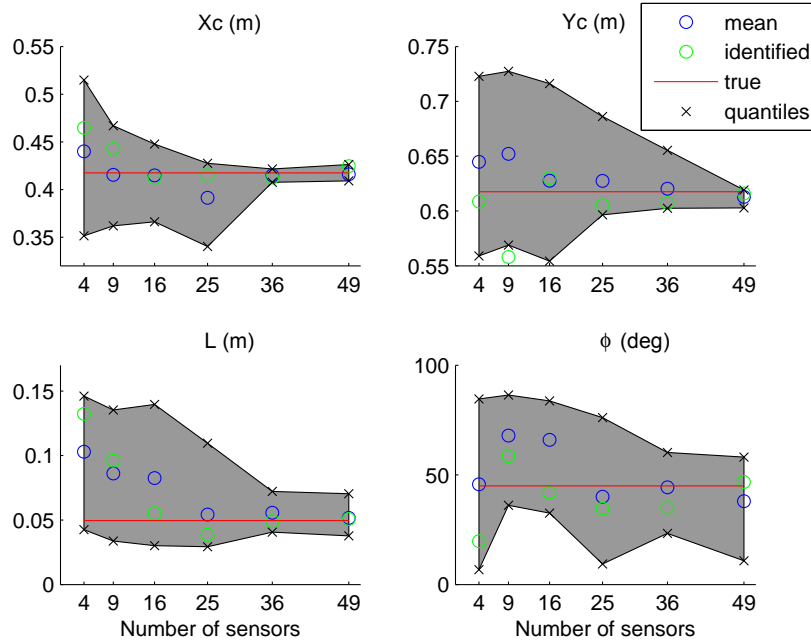 Xc (m)
0.55
0.5
0.45
0.4
0.35
4 9 16 25 36 49
Yc (m)
0.75
0.7
0.65
0.6
0.55
4 9 16 25 36 49
mean
identified
true
quantiles
L (m)
0.15
0.1
0.05
0
4 9 16 25 36 49
Number of sensors
ϕ (deg)
100
50
0
4 9 16 25 36 49
Number of sensors